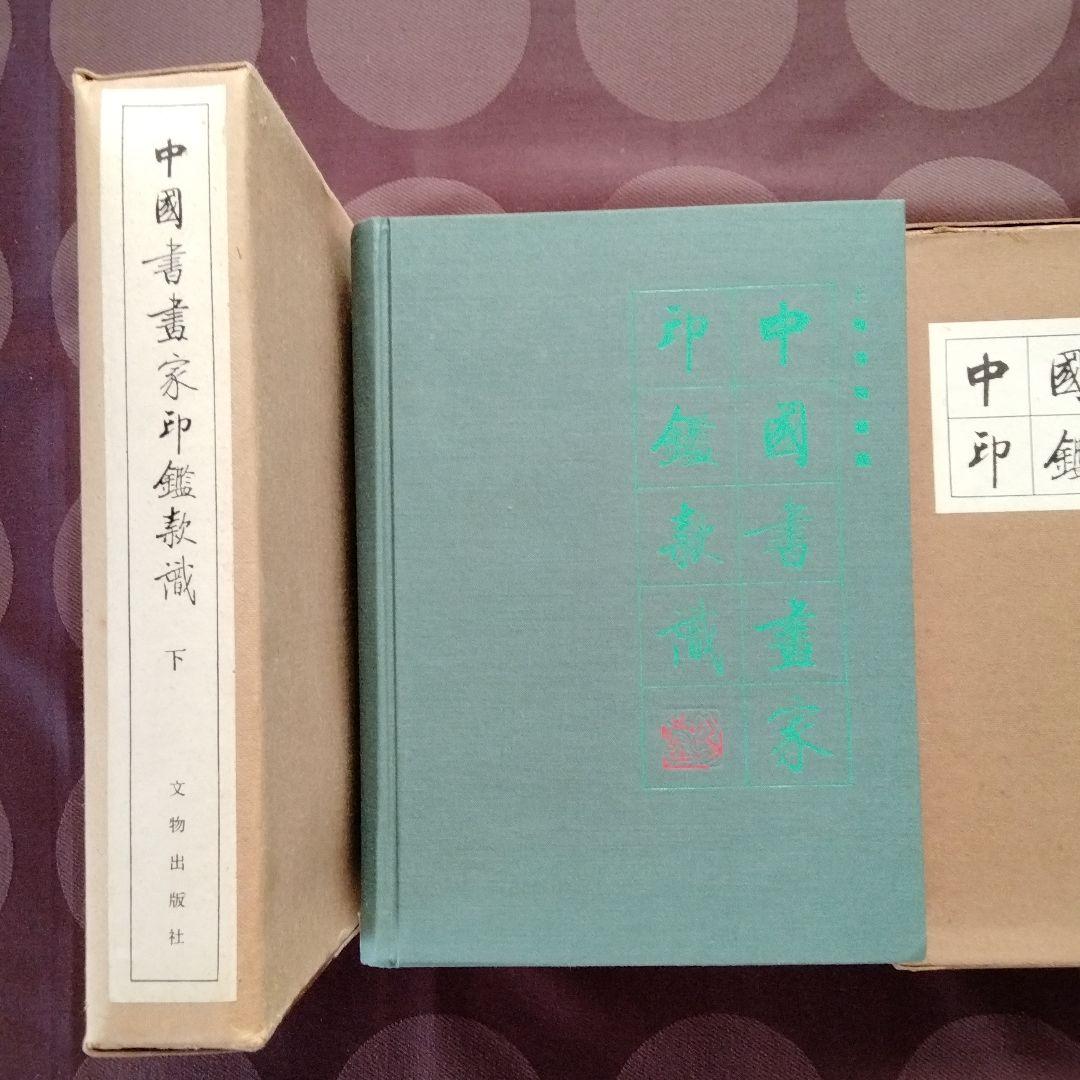 中國書畫家印鑑款識
下
文物出版社
中國書畫家
印鑑款識
中國
印鑑